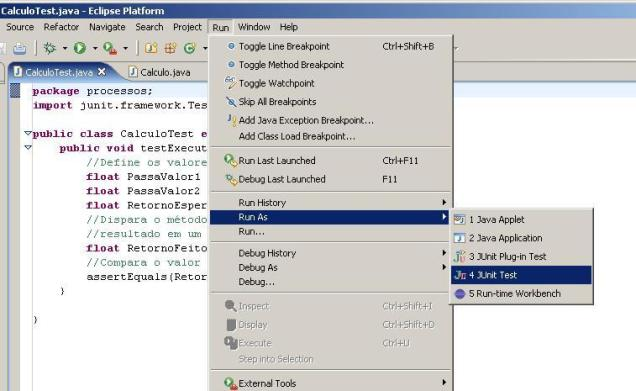 CalculoTest.java - Eclipse Platform
Source Refactor Navigate Search Project Run Window Help
CalculoTest.java Calculo.java
package processos;
import junit.framework.Tes
public class CalculoTest e
public void testExecut
//Define os valore
float PassaValor1
float PassaValor2
float RetornoEsper
//Dispara o método
//resultado em um
float RetornoFeito
//Compara o valor
assertEquals(Retor
}
}
Toggle Line Breakpoint Ctrl+Shift+B
Toggle Method Breakpoint
Toggle Watchpoint
Skip All Breakpoints
Add Java Exception Breakpoint...
Add Class Load Breakpoint...
Run Last Launched Ctrl+F11
Debug Last Launched F11
Run History
Run As
Run...
Debug History
Debug As
Debug...
Inspect Ctrl+Shift+I
Display Ctrl+Shift+D
Execute Ctrl+U
Step into Selection
External Tools
1 Java Applet
2 Java Application
3 JUnit Plug-in Test
4 JUnit Test
5 Run-time Workbench